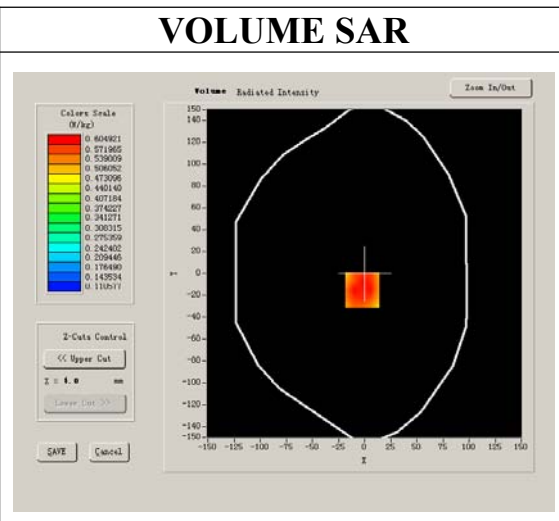 VOLUME SAR
Volume Radiated Intensity
Zoom In/Out
Colors Scale
(W/kg)
0.604921
0.571965
0.539009
0.506052
0.473096
0.440140
0.407184
0.374227
0.341271
0.308315
0.275359
0.242402
0.209446
0.176490
0.143534
0.110577
Z-Cuts Control
<< Upper Cut
Z = 4.0 mm
Lower Cut >>
SAVE Cancel
150
140
120
100
80
60
40
20
0
-20
-40
-60
-80
-100
-120
-140
-150
Y
-150 -125 -100 -75 -50 -25 0 25 50 75 100 125 150
X